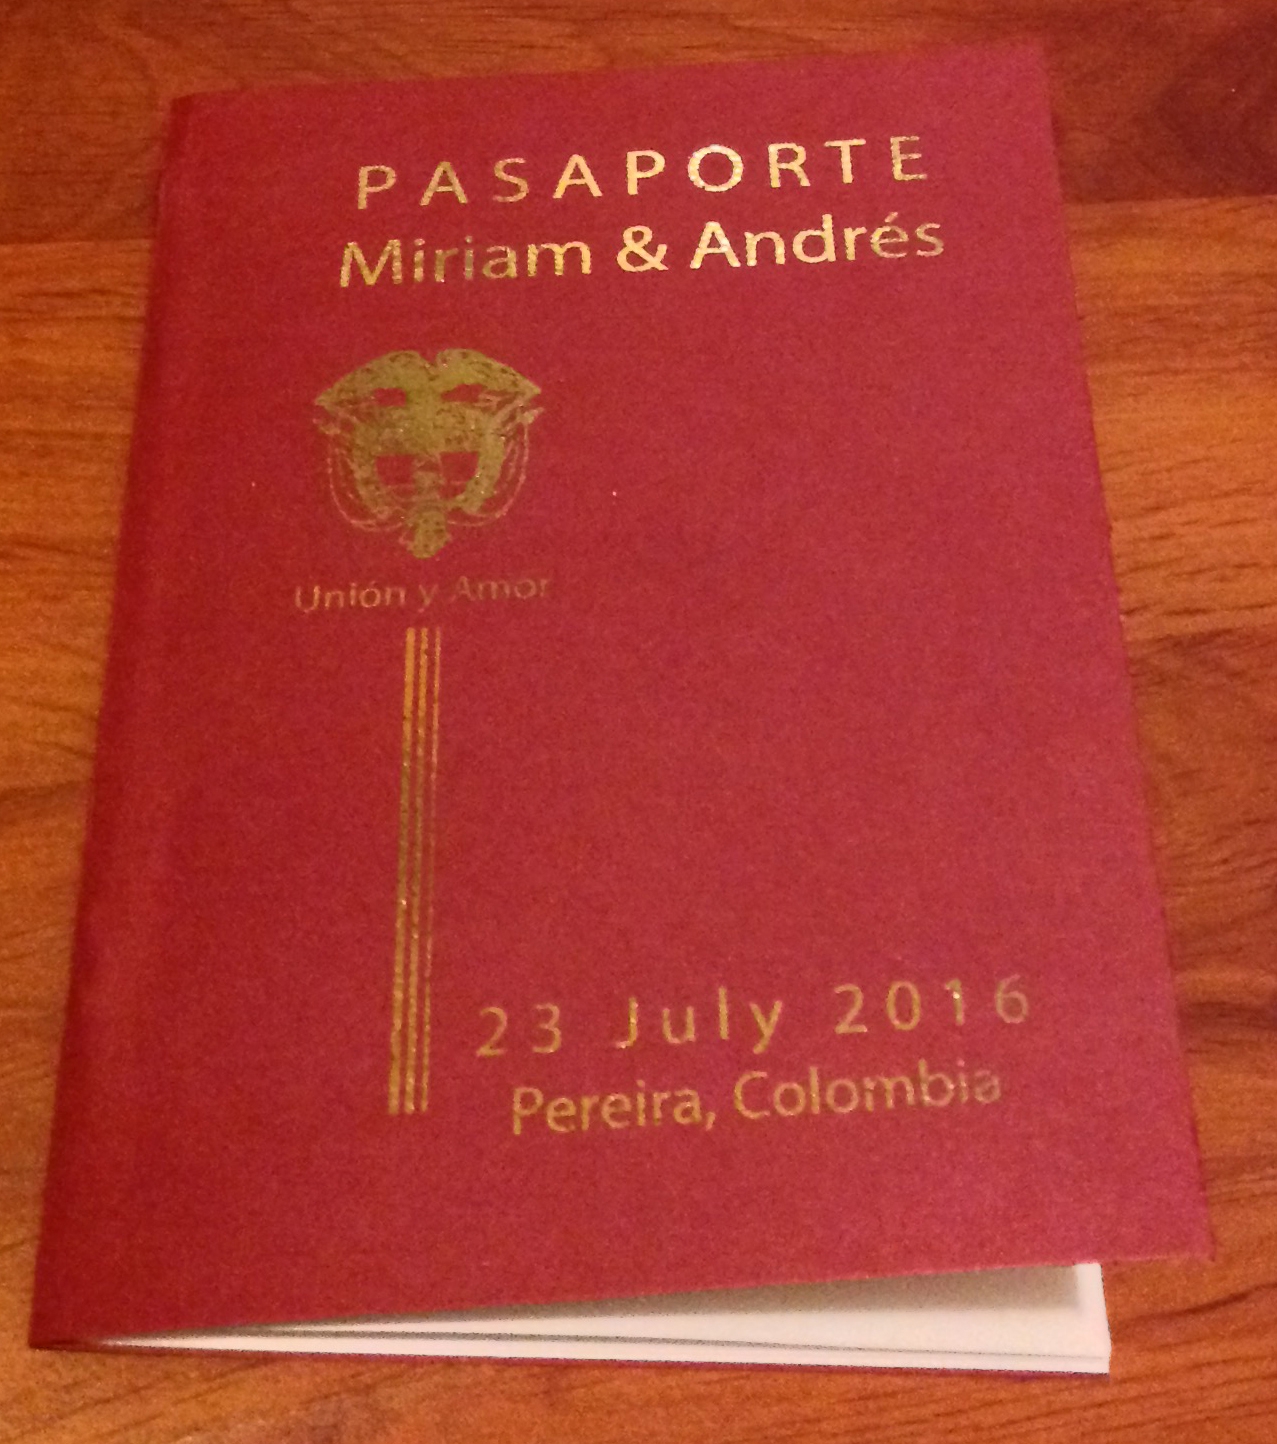 PASAPORTE
Miriam & Andrés
Unión y Amor
23 July 2016
Pereira, Colombia